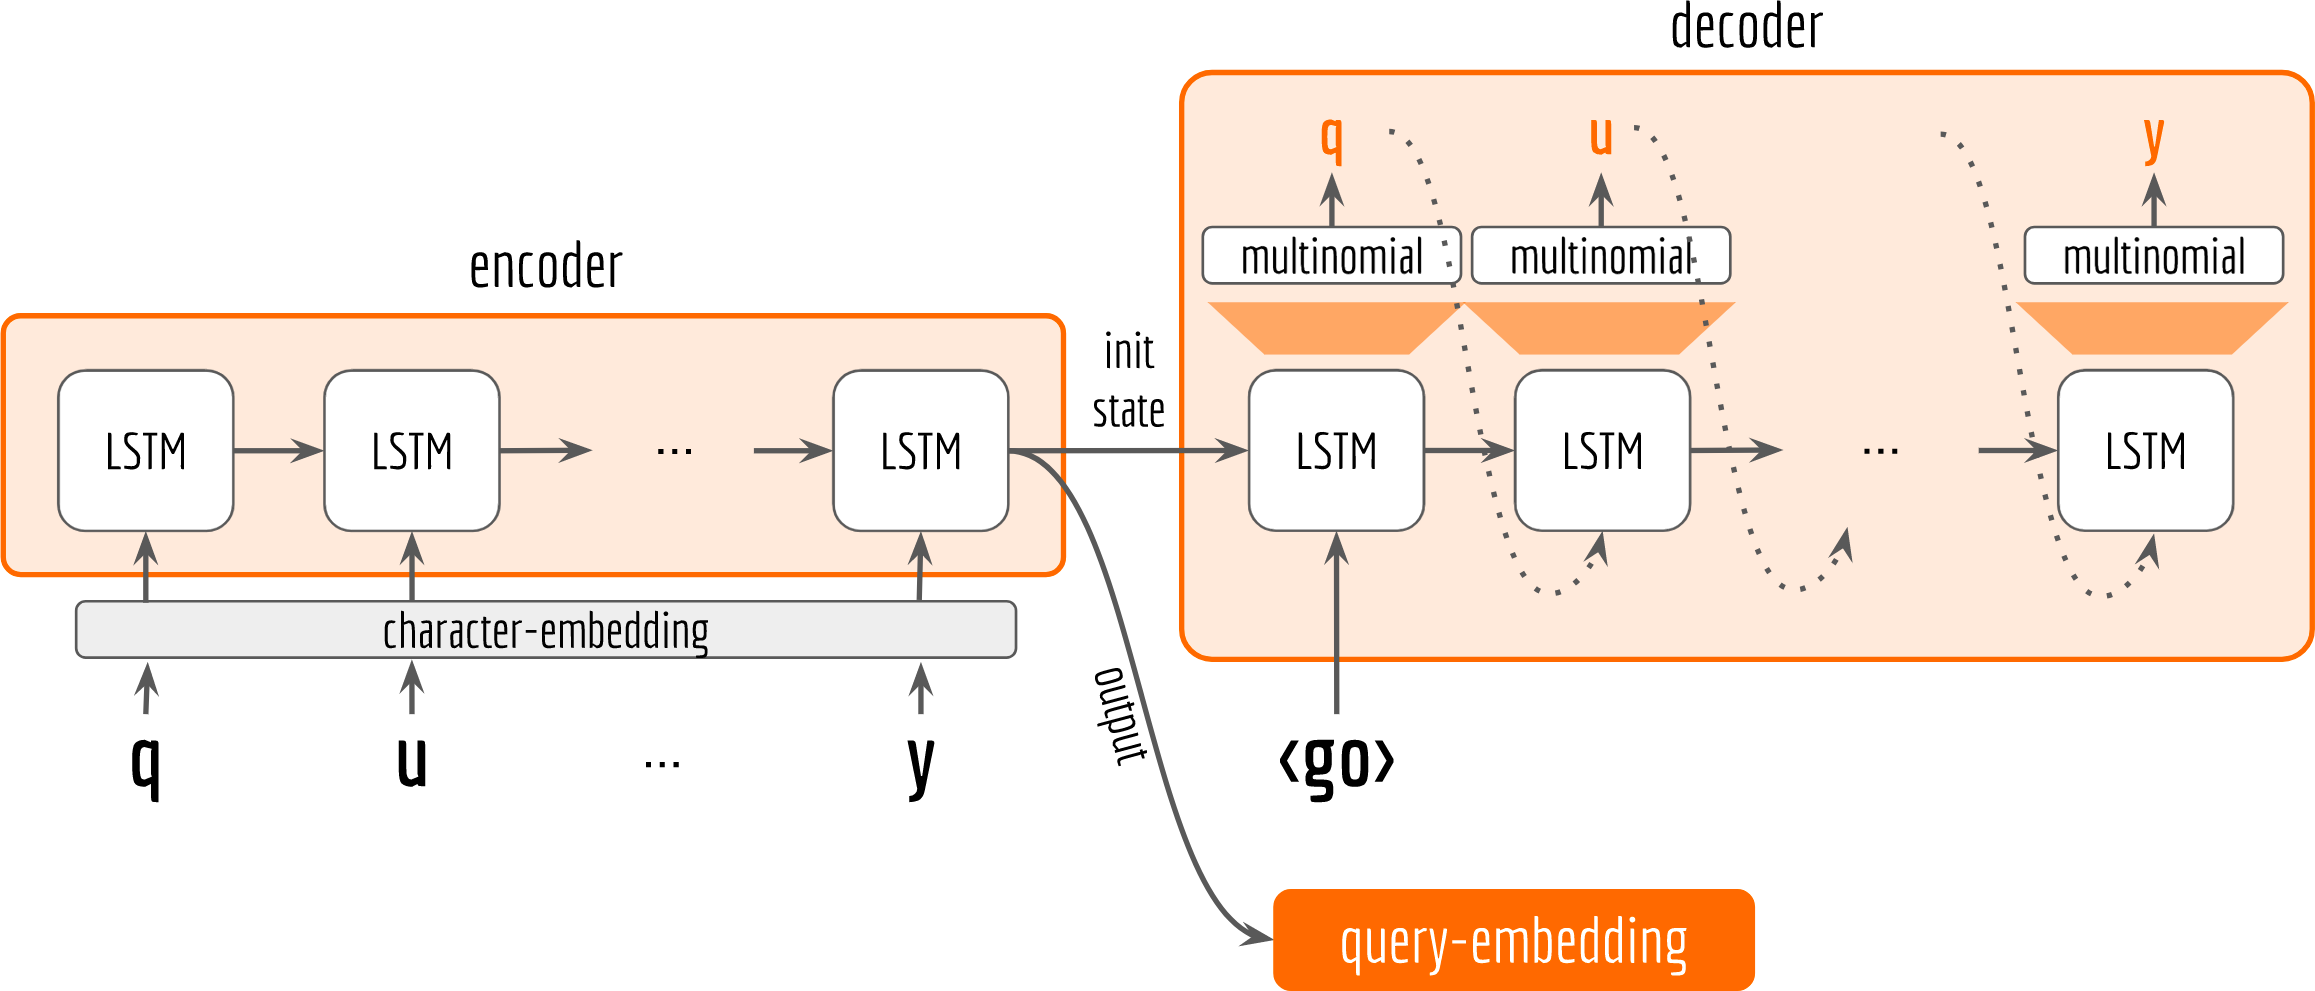 decoder
q u y
multinomial multinomial multinomial
encoder
init
state
LSTM LSTM ... LSTM LSTM LSTM ... LSTM
character-embedding
output
q u ... y <go>
query-embedding